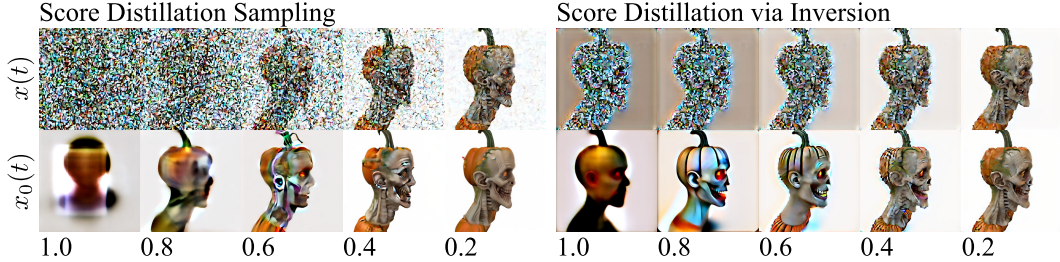 Score Distillation Sampling
Score Distillation via Inversion
x(t)
x₀(t)
1.0 0.8 0.6 0.4 0.2
1.0 0.8 0.6 0.4 0.2